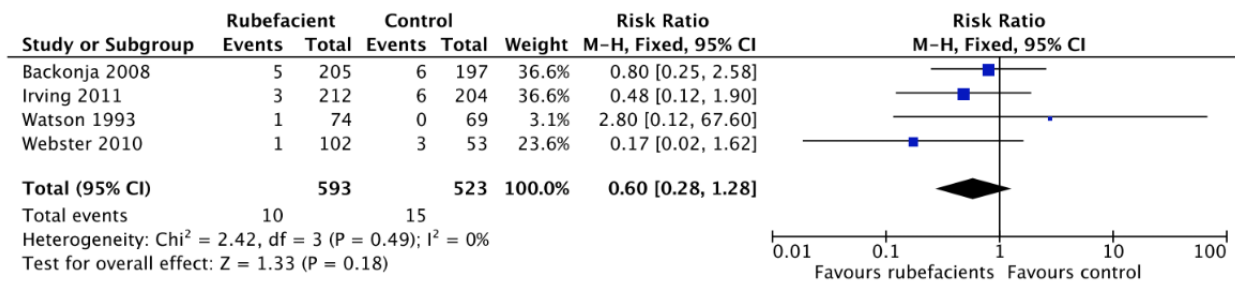 Rubefacient Control Risk Ratio Risk Ratio
Study or Subgroup Events Total Events Total Weight M-H, Fixed, 95% CI M-H, Fixed, 95% CI
Backonja 2008 5 205 6 197 36.6% 0.80 [0.25, 2.58]
Irving 2011 3 212 6 204 36.6% 0.48 [0.12, 1.90]
Watson 1993 1 74 0 69 3.1% 2.80 [0.12, 67.60]
Webster 2010 1 102 3 53 23.6% 0.17 [0.02, 1.62]
Total (95% CI) 593 523 100.0% 0.60 [0.28, 1.28]
Total events 10 15
Heterogeneity: Chi² = 2.42, df = 3 (P = 0.49); I² = 0%
Test for overall effect: Z = 1.33 (P = 0.18)
0.01 0.1 1 10 100
Favours rubefacients Favours control